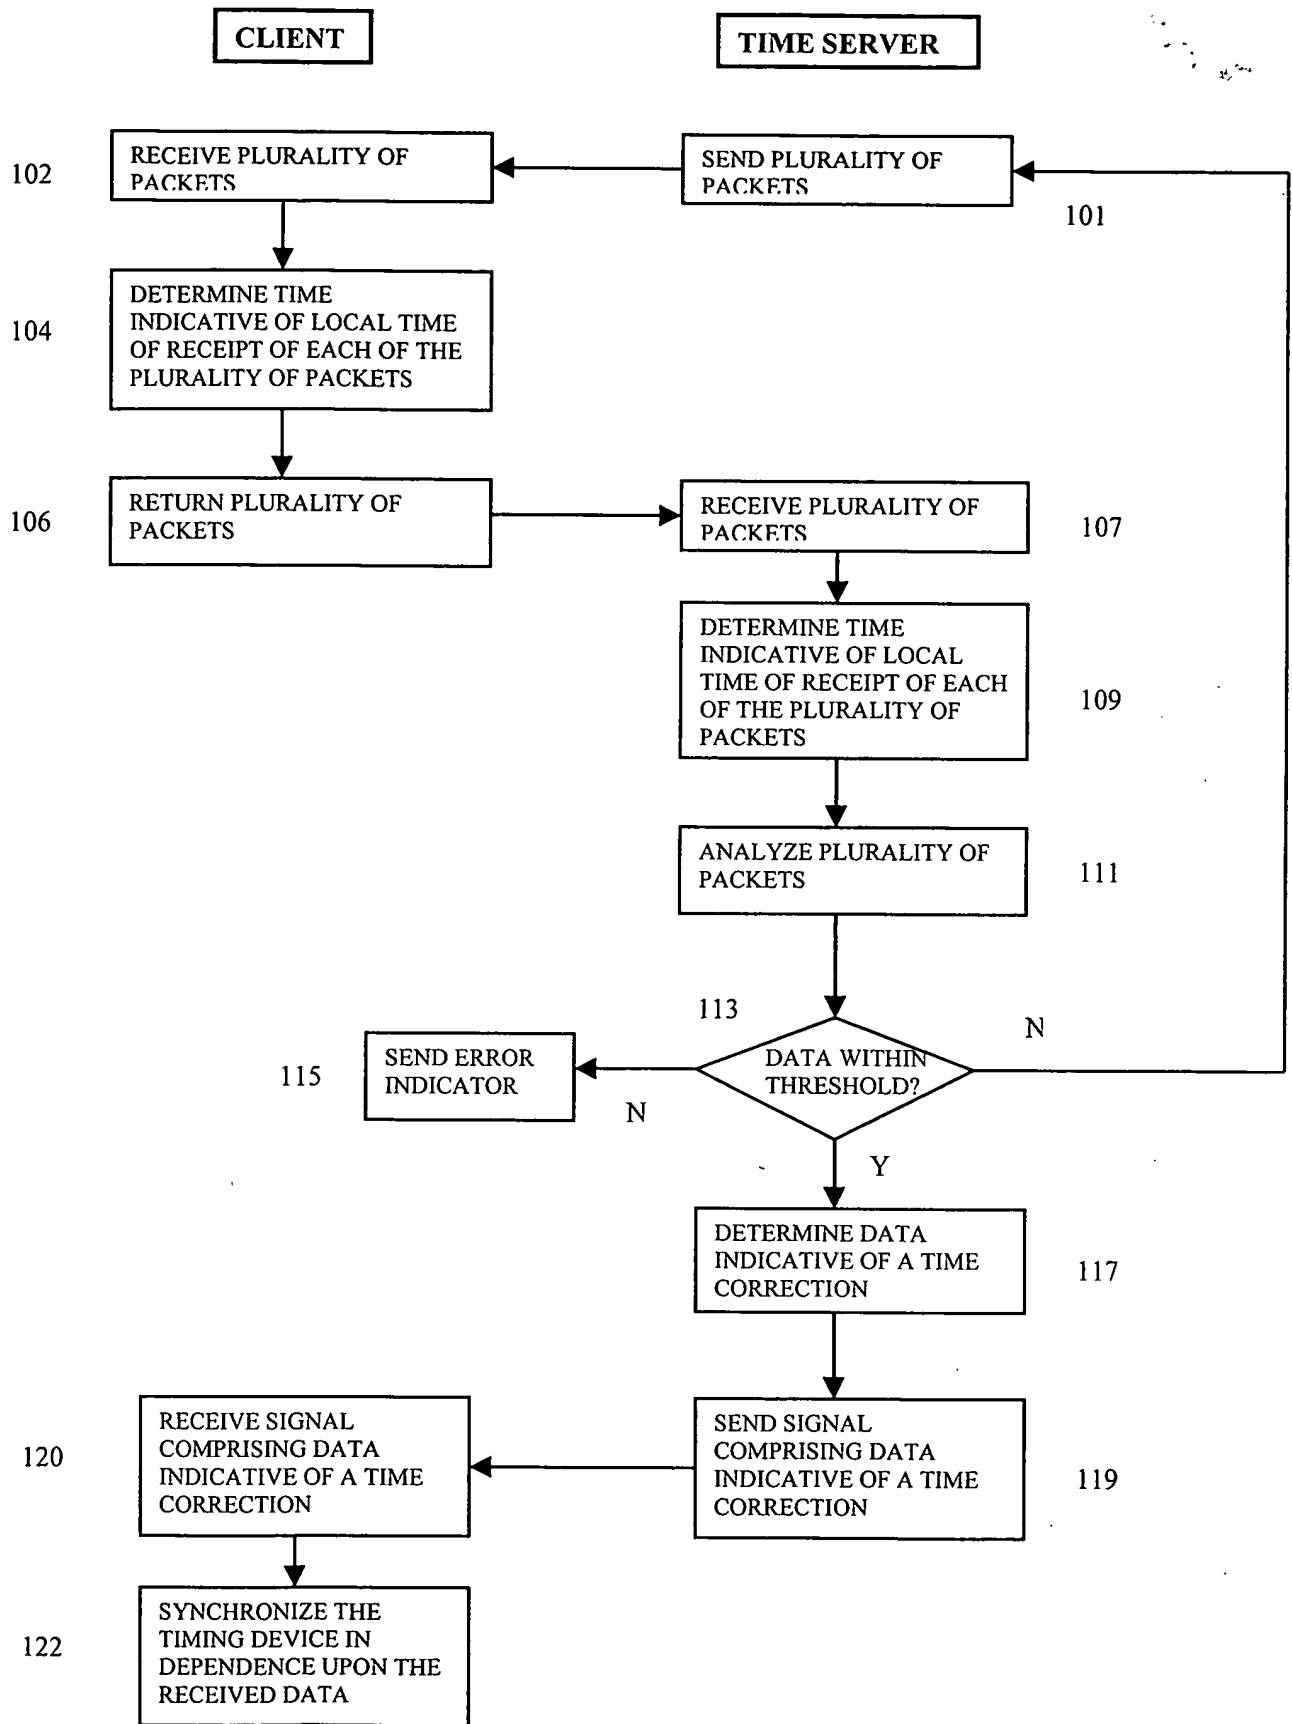 CLIENT
TIME SERVER
102
RECEIVE PLURALITY OF
PACKETS
SEND PLURALITY OF
PACKETS
101
104
DETERMINE TIME
INDICATIVE OF LOCAL TIME
OF RECEIPT OF EACH OF THE
PLURALITY OF PACKETS
106
RETURN PLURALITY OF
PACKETS
RECEIVE PLURALITY OF
PACKETS
107
DETERMINE TIME
INDICATIVE OF LOCAL
TIME OF RECEIPT OF EACH
OF THE PLURALITY OF
PACKETS
109
ANALYZE PLURALITY OF
PACKETS
111
113
DATA WITHIN
THRESHOLD?
N
115
SEND ERROR
INDICATOR
N
Y
DETERMINE DATA
INDICATIVE OF A TIME
CORRECTION
117
120
RECEIVE SIGNAL
COMPRISING DATA
INDICATIVE OF A TIME
CORRECTION
SEND SIGNAL
COMPRISING DATA
INDICATIVE OF A TIME
CORRECTION
119
122
SYNCHRONIZE THE
TIMING DEVICE IN
DEPENDENCE UPON THE
RECEIVED DATA